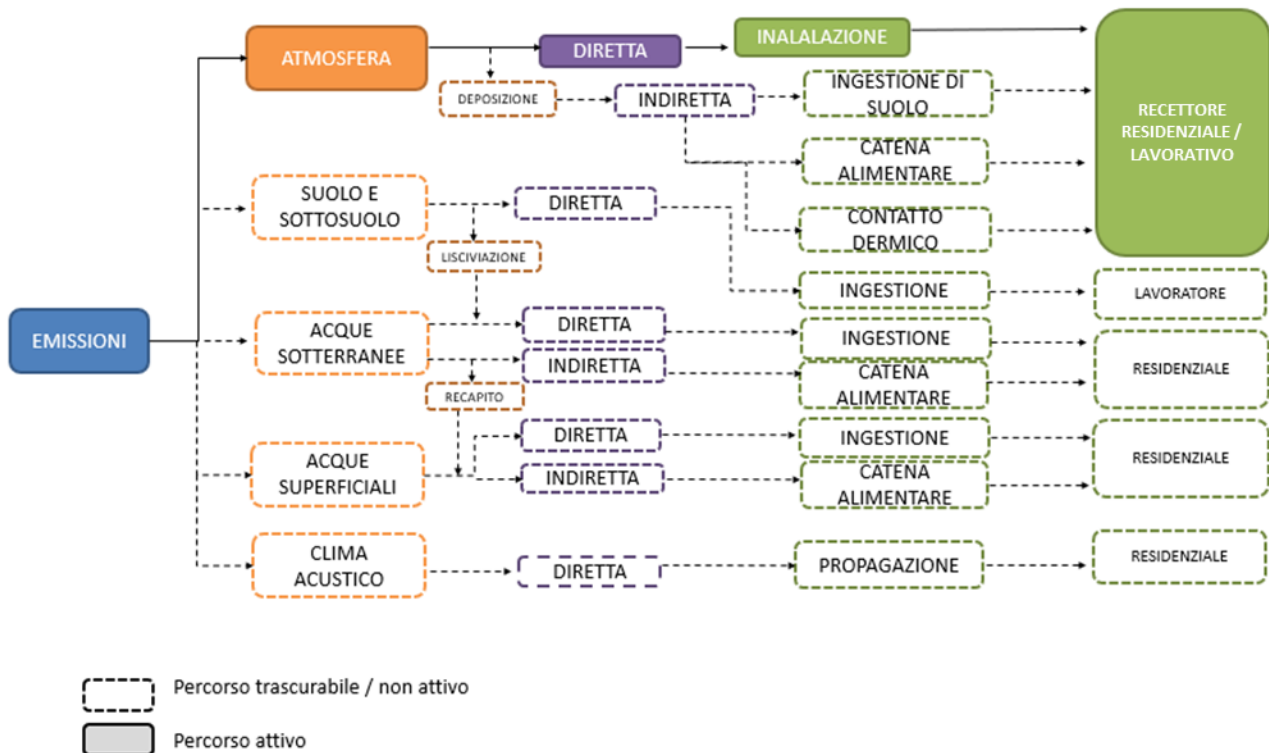 ATMOSFERA
DIRETTA
INALALAZIONE
DEPOSIZIONE
INDIRETTA
INGESTIONE DI
SUOLO
RECETTORE
RESIDENZIALE /
LAVORATIVO
CATENA
ALIMENTARE
SUOLO E
SOTTOSUOLO
DIRETTA
CONTATTO
DERMICO
LISCIVIAZIONE
INGESTIONE
LAVORATORE
EMISSIONI
ACQUE
SOTTERRANEE
DIRETTA
INGESTIONE
INDIRETTA
CATENA
ALIMENTARE
RESIDENZIALE
RECAPITO
DIRETTA
INGESTIONE
ACQUE
SUPERFICIALI
INDIRETTA
CATENA
ALIMENTARE
RESIDENZIALE
CLIMA
ACUSTICO
DIRETTA
PROPAGAZIONE
RESIDENZIALE
Percorso trascurabile / non attivo
Percorso attivo